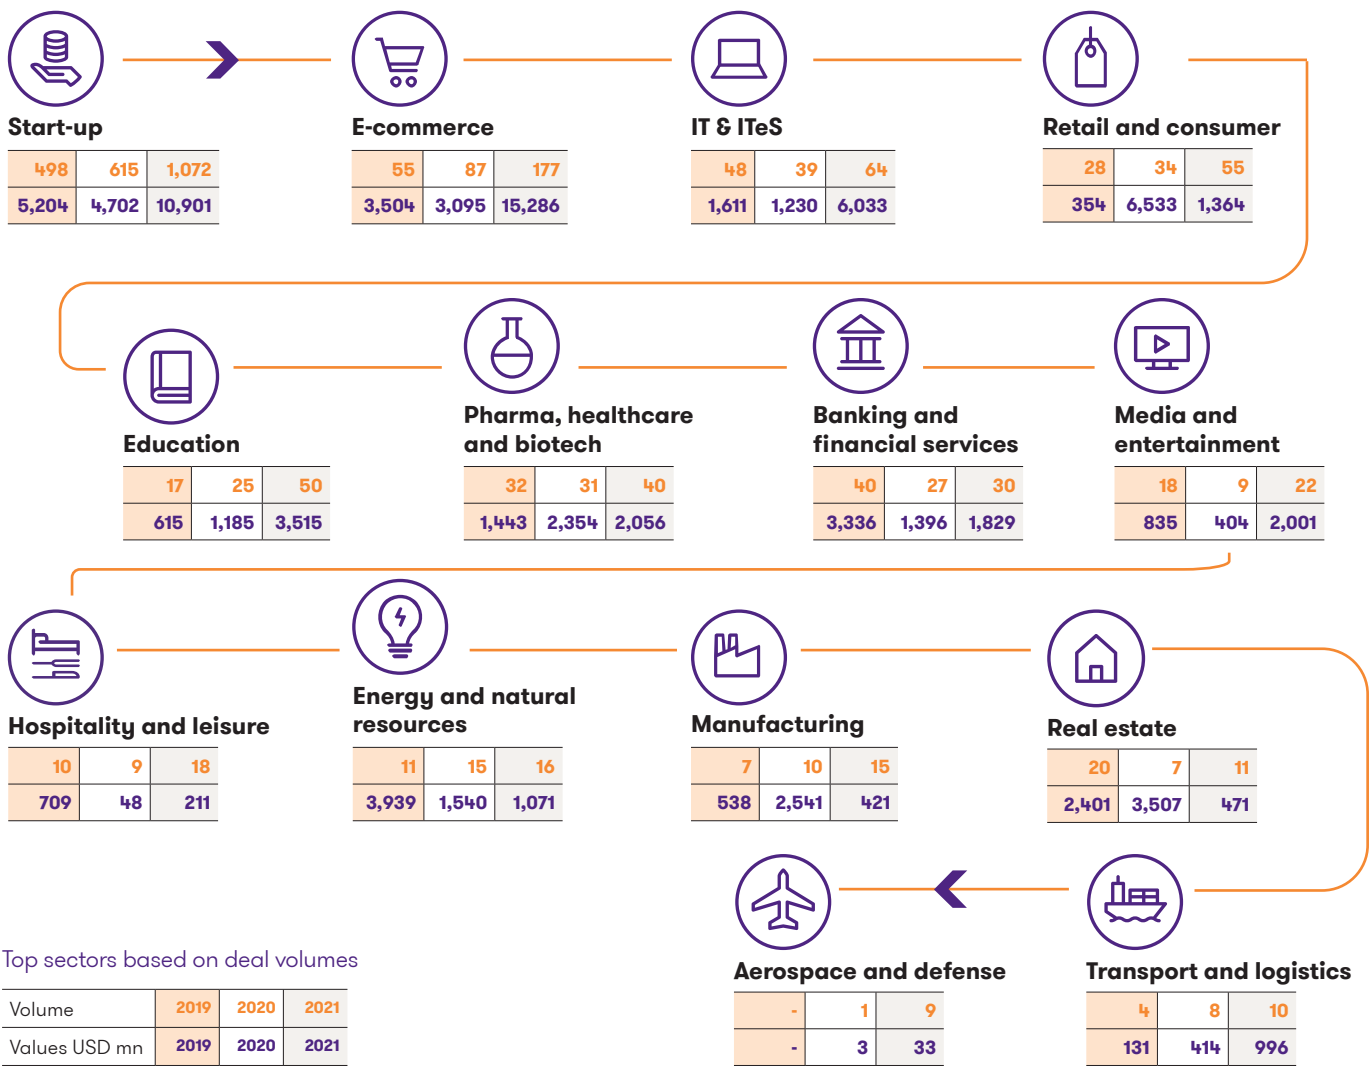 Start-up
498 615 1,072
5,204 4,702 10,901
E-commerce
55 87 177
3,504 3,095 15,286
IT & ITeS
48 39 64
1,611 1,230 6,033
Retail and consumer
28 34 55
354 6,533 1,364
Education
17 25 50
615 1,185 3,515
Pharma, healthcare
and biotech
32 31 40
1,443 2,354 2,056
Banking and
financial services
40 27 30
3,336 1,396 1,829
Media and
entertainment
18 9 22
835 404 2,001
Hospitality and leisure
10 9 18
709 48 211
Energy and natural
resources
11 15 16
3,939 1,540 1,071
Manufacturing
7 10 15
538 2,541 421
Real estate
20 7 11
2,401 3,507 471
Aerospace and defense
- 1 9
- 3 33
Transport and logistics
4 8 10
131 414 996
Top sectors based on deal volumes
Volume 2019 2020 2021
Values USD mn 2019 2020 2021